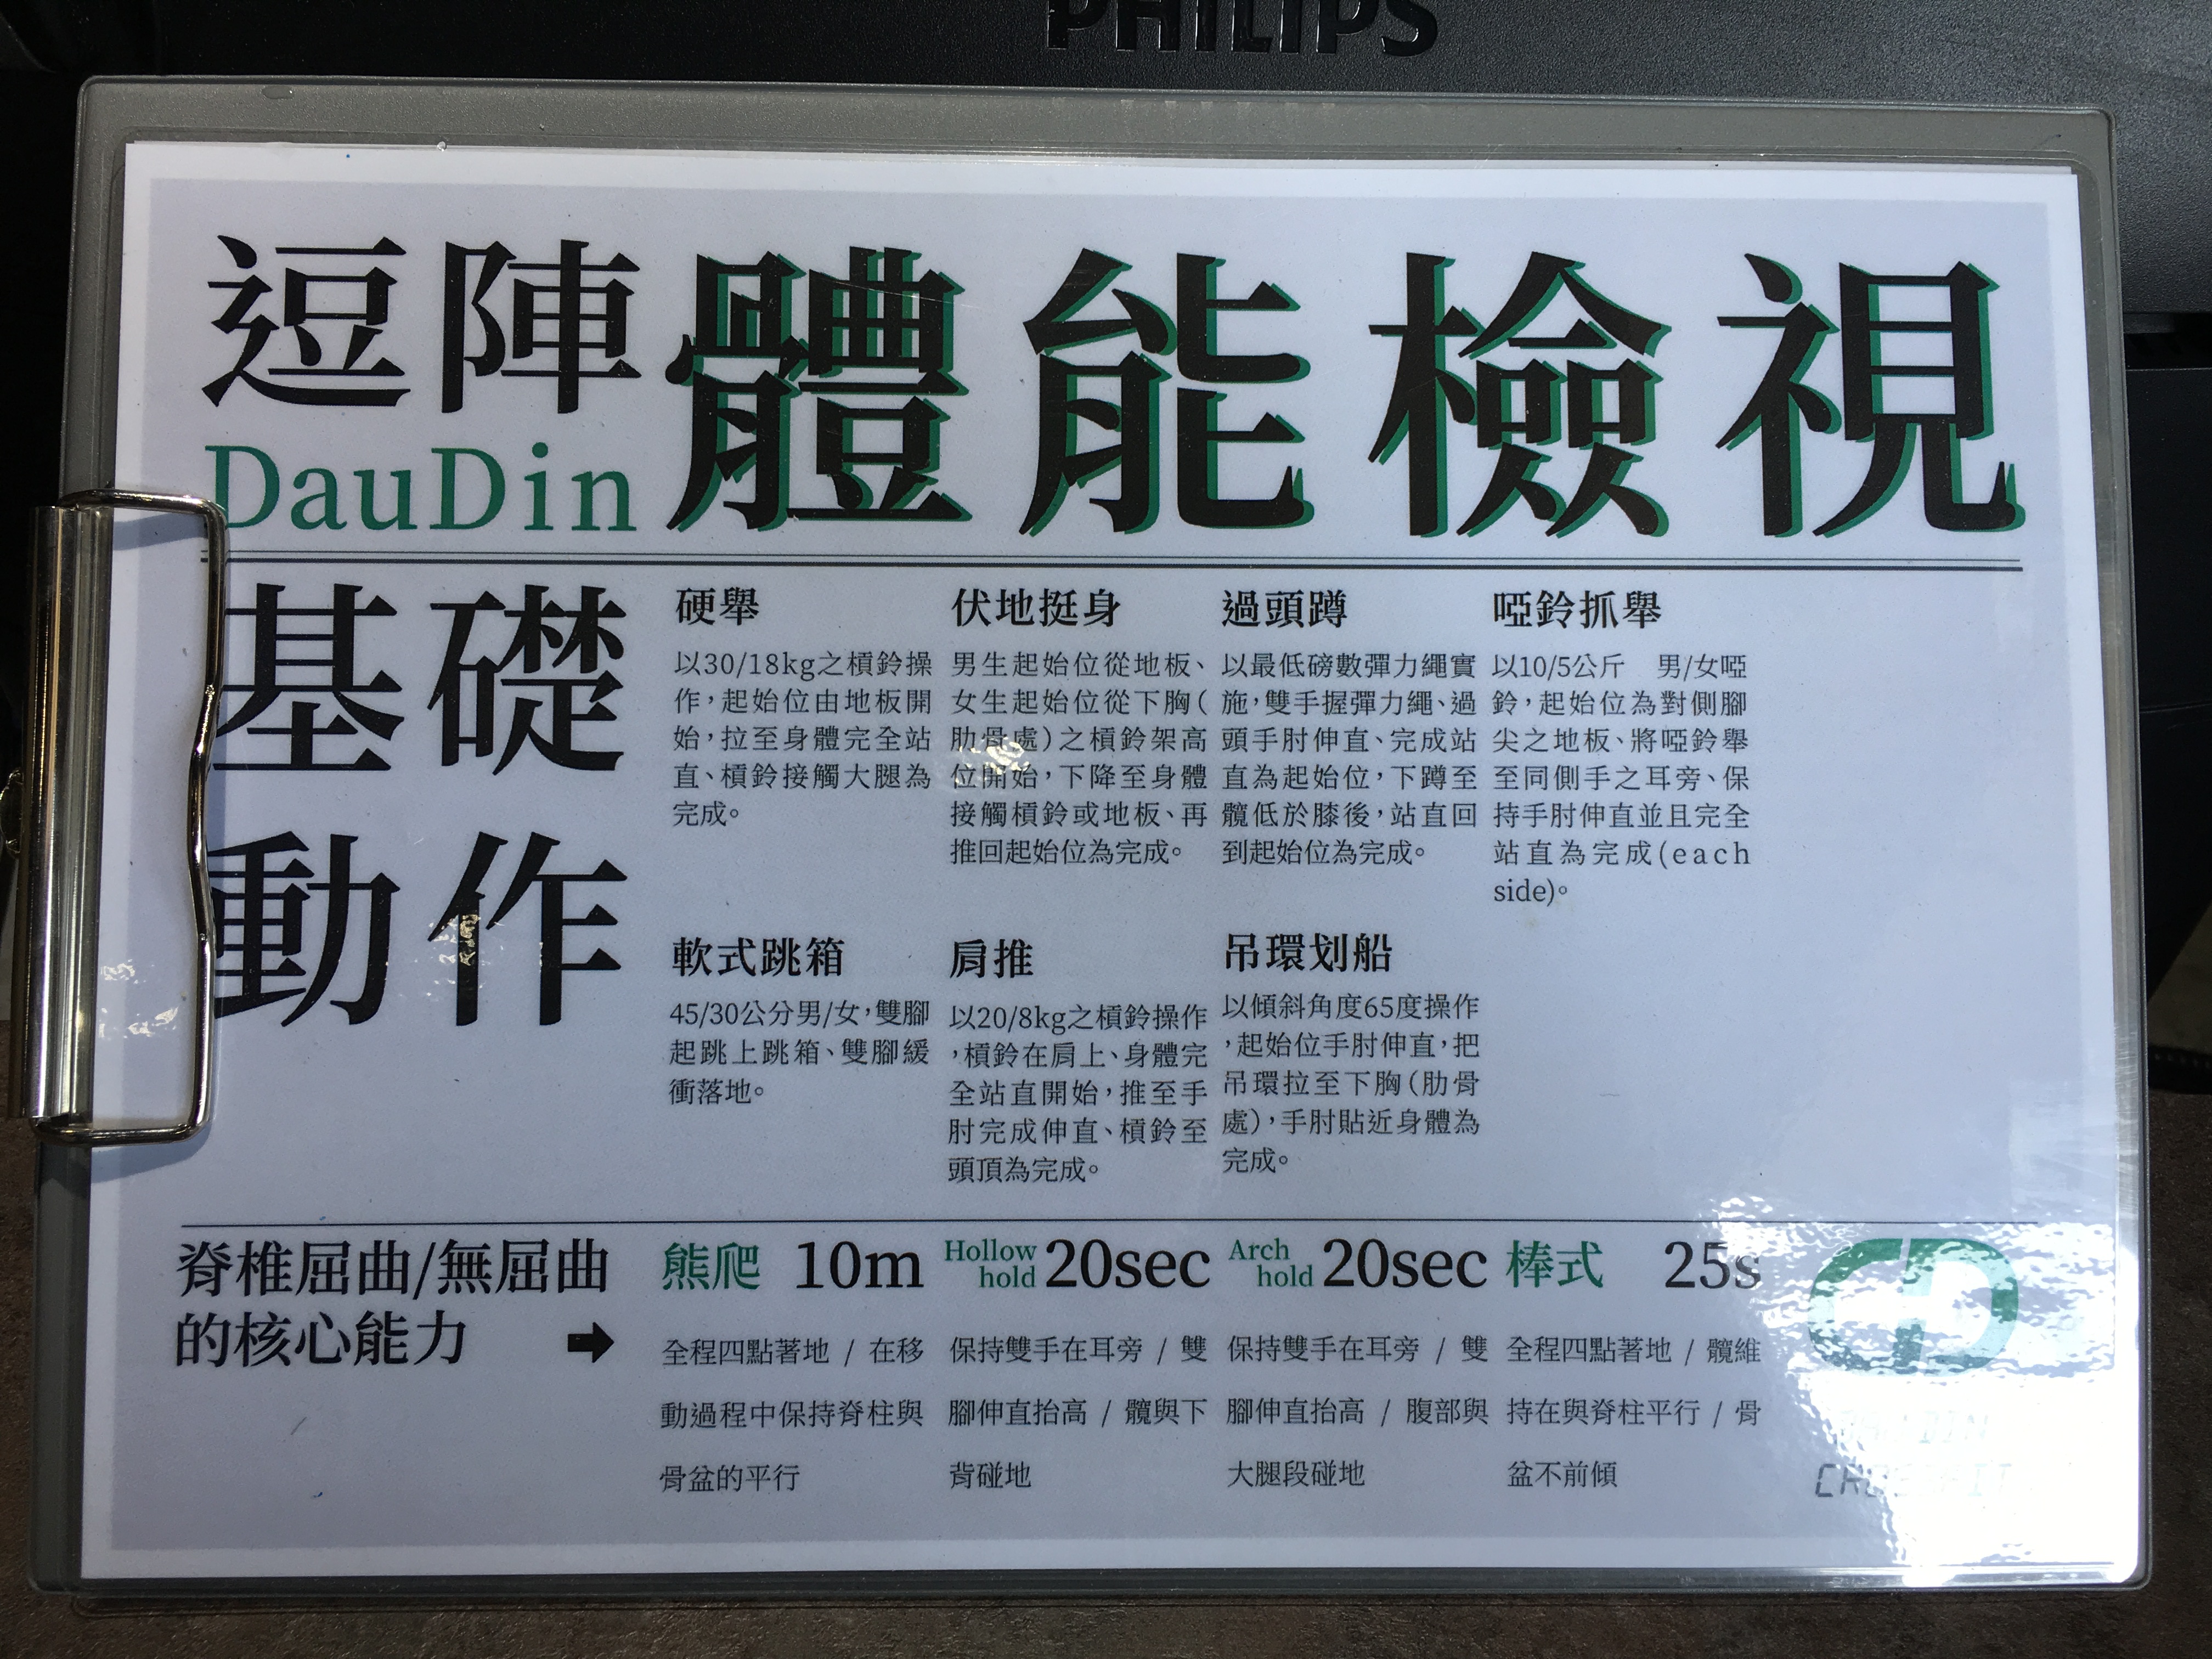 PHILIPS
逗陣
DauDin
體能檢視
基礎
動作
硬舉
以30/18kg之槓鈴操
作，起始位由地板開
始，拉至身體完全站
直、槓鈴接觸大腿為
完成。
伏地挺身
男生起始位從地板、
女生起始位從下胸(
肋骨處)之槓鈴架高
位開始，下降至身體
接觸槓鈴或地板、再
推回起始位為完成。
過頭蹲
以最低磅數彈力繩實
施，雙手握彈力繩、過
頭手肘伸直、完成站
直為起始位，下蹲至
髖低於膝後，站直回
到起始位為完成。
啞鈴抓舉
以10/5公斤　男/女啞
鈴，起始位為對側腳
尖之地板、將啞鈴舉
至同側手之耳旁、保
持手肘伸直並且完全
站直為完成(each
side)。
軟式跳箱
45/30公分男/女，雙腳
起跳上跳箱、雙腳緩
衝落地。
肩推
以20/8kg之槓鈴操作
，槓鈴在肩上、身體完
全站直開始，推至手
肘完成伸直、槓鈴至
頭頂為完成。
吊環划船
以傾斜角度65度操作
，起始位手肘伸直，把
吊環拉至下胸(肋骨
處)，手肘貼近身體為
完成。
脊椎屈曲/無屈曲
的核心能力
熊爬 10m
全程四點著地 / 在移
動過程中保持脊柱與
骨盆的平行
Hollow
hold 20sec
保持雙手在耳旁 / 雙
腳伸直抬高 / 髖與下
背碰地
Arch
hold 20sec
保持雙手在耳旁 / 雙
腳伸直抬高 / 腹部與
大腿段碰地
棒式 25s
全程四點著地 / 髖維
持在與脊柱平行 / 骨
盆不前傾